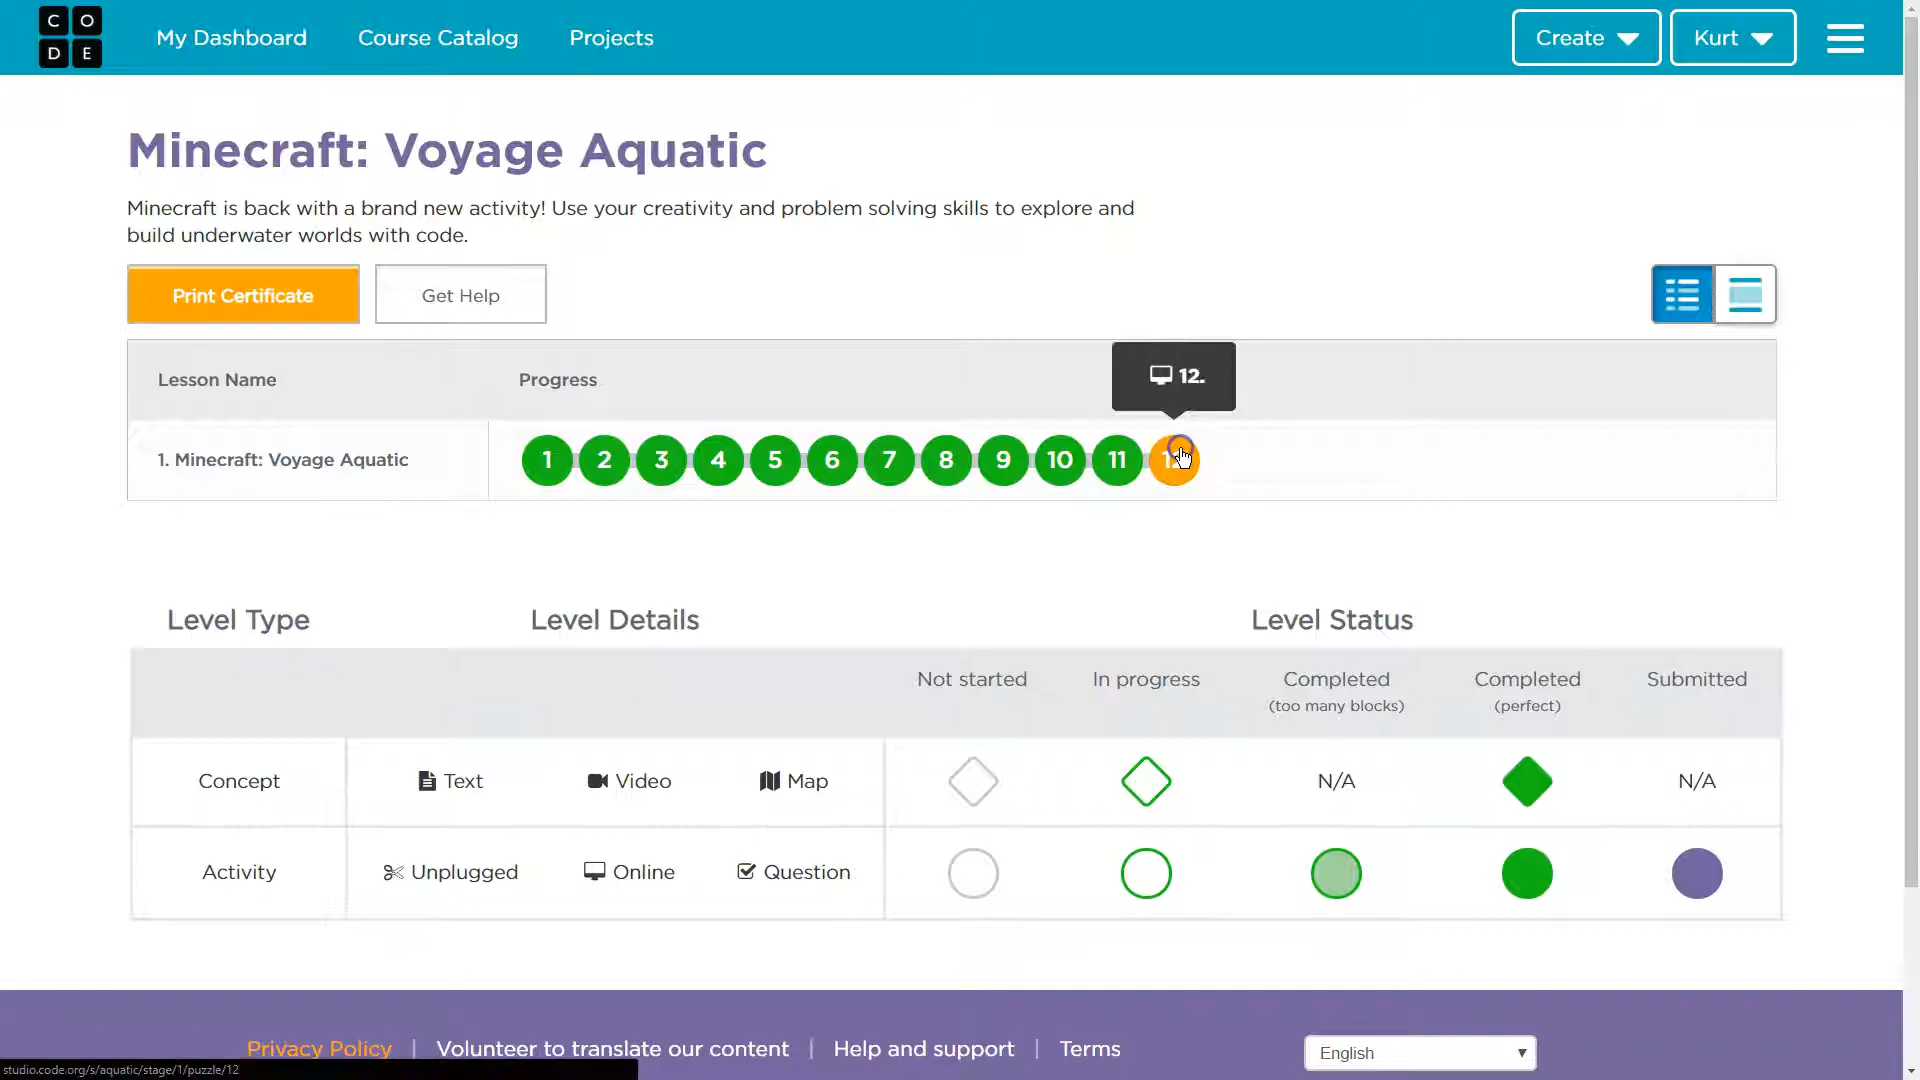 C O
D E
My Dashboard
Course Catalog
Projects
Create
Kurt
Minecraft: Voyage Aquatic
Minecraft is back with a brand new activity! Use your creativity and problem solving skills to explore and
build underwater worlds with code.
Print Certificate
Get Help
Lesson Name
Progress
12.
1. Minecraft: Voyage Aquatic
1 2 3 4 5 6 7 8 9 10 11
Level Type
Level Details
Level Status
Not started
In progress
Completed
(too many blocks)
Completed
(perfect)
Submitted
Concept
Text
Video
Map
N/A
N/A
Activity
Unplugged
Online
Question
Privacy Policy | Volunteer to translate our content | Help and support | Terms
English
studio.code.org/s/aquatic/stage/1/puzzle/12